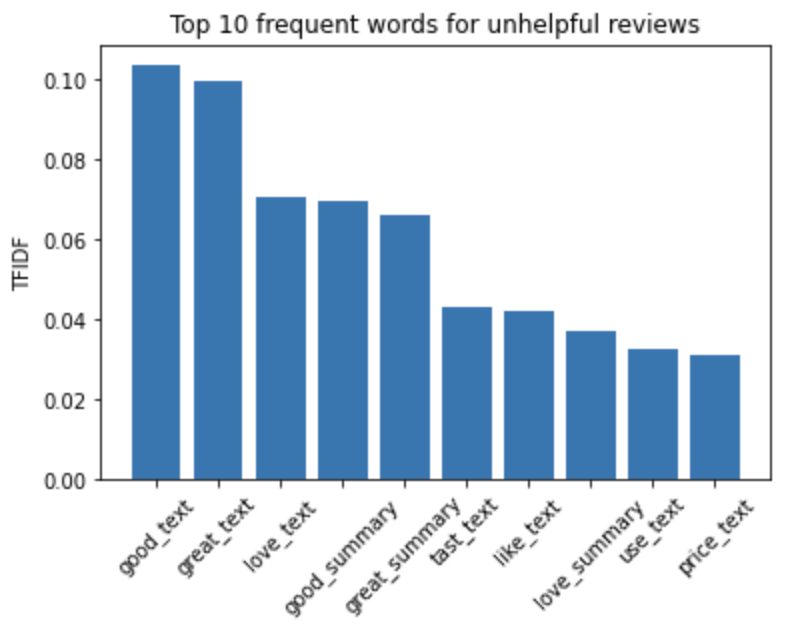 Top 10 frequent words for unhelpful reviews
TFIDF
0.10
0.08
0.06
0.04
0.02
0.00
good_text
great_text
love_text
good_summary
great_summary
tast_text
like_text
love_summary
use_text
price_text